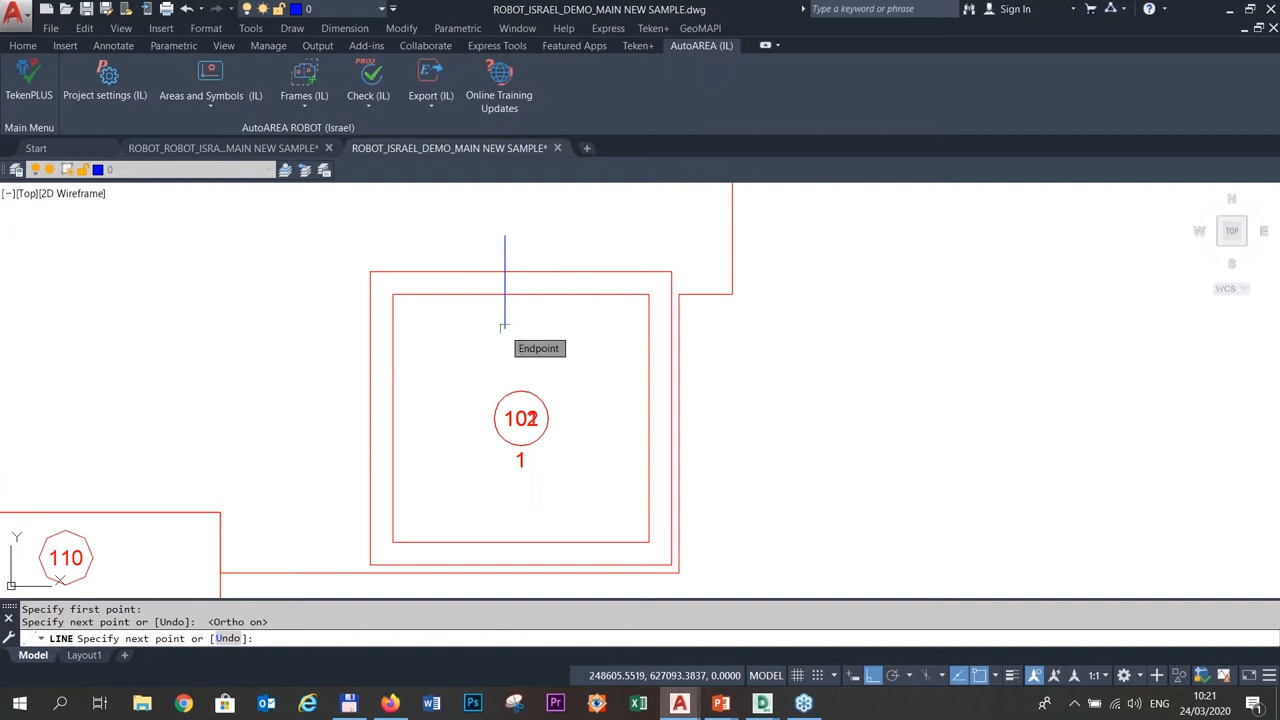 ROBOT_ISRAEL_DEMO_MAIN NEW SAMPLE.dwg
Type a keyword or phrase
Sign In
0
File Edit View Insert Format Tools Draw Dimension Modify Parametric Window Help Express Teken+ GeoMAPI
Home Insert Annotate Parametric View Manage Output Add-ins Collaborate Express Tools Featured Apps Teken+ AutoAREA (IL)
TekenPLUS
Project settings (IL)
Areas and Symbols (IL)
Frames (IL)
Check (IL)
Export (IL)
Online Training
Updates
Main Menu
AutoAREA ROBOT (Israel)
Start
ROBOT_ROBOT_ISRA...MAIN NEW SAMPLE*
ROBOT_ISRAEL_DEMO_MAIN NEW SAMPLE*
0
[−][Top][2D Wireframe]
N
W TOP E
S
WCS
Endpoint
1
110
Y
X
Specify first point:
Specify next point or [Undo]: <Ortho on>
LINE Specify next point or [Undo]:
Model Layout1
248605.5519, 627093.3837, 0.0000 MODEL
1:1
ENG
10:21
24/03/2020